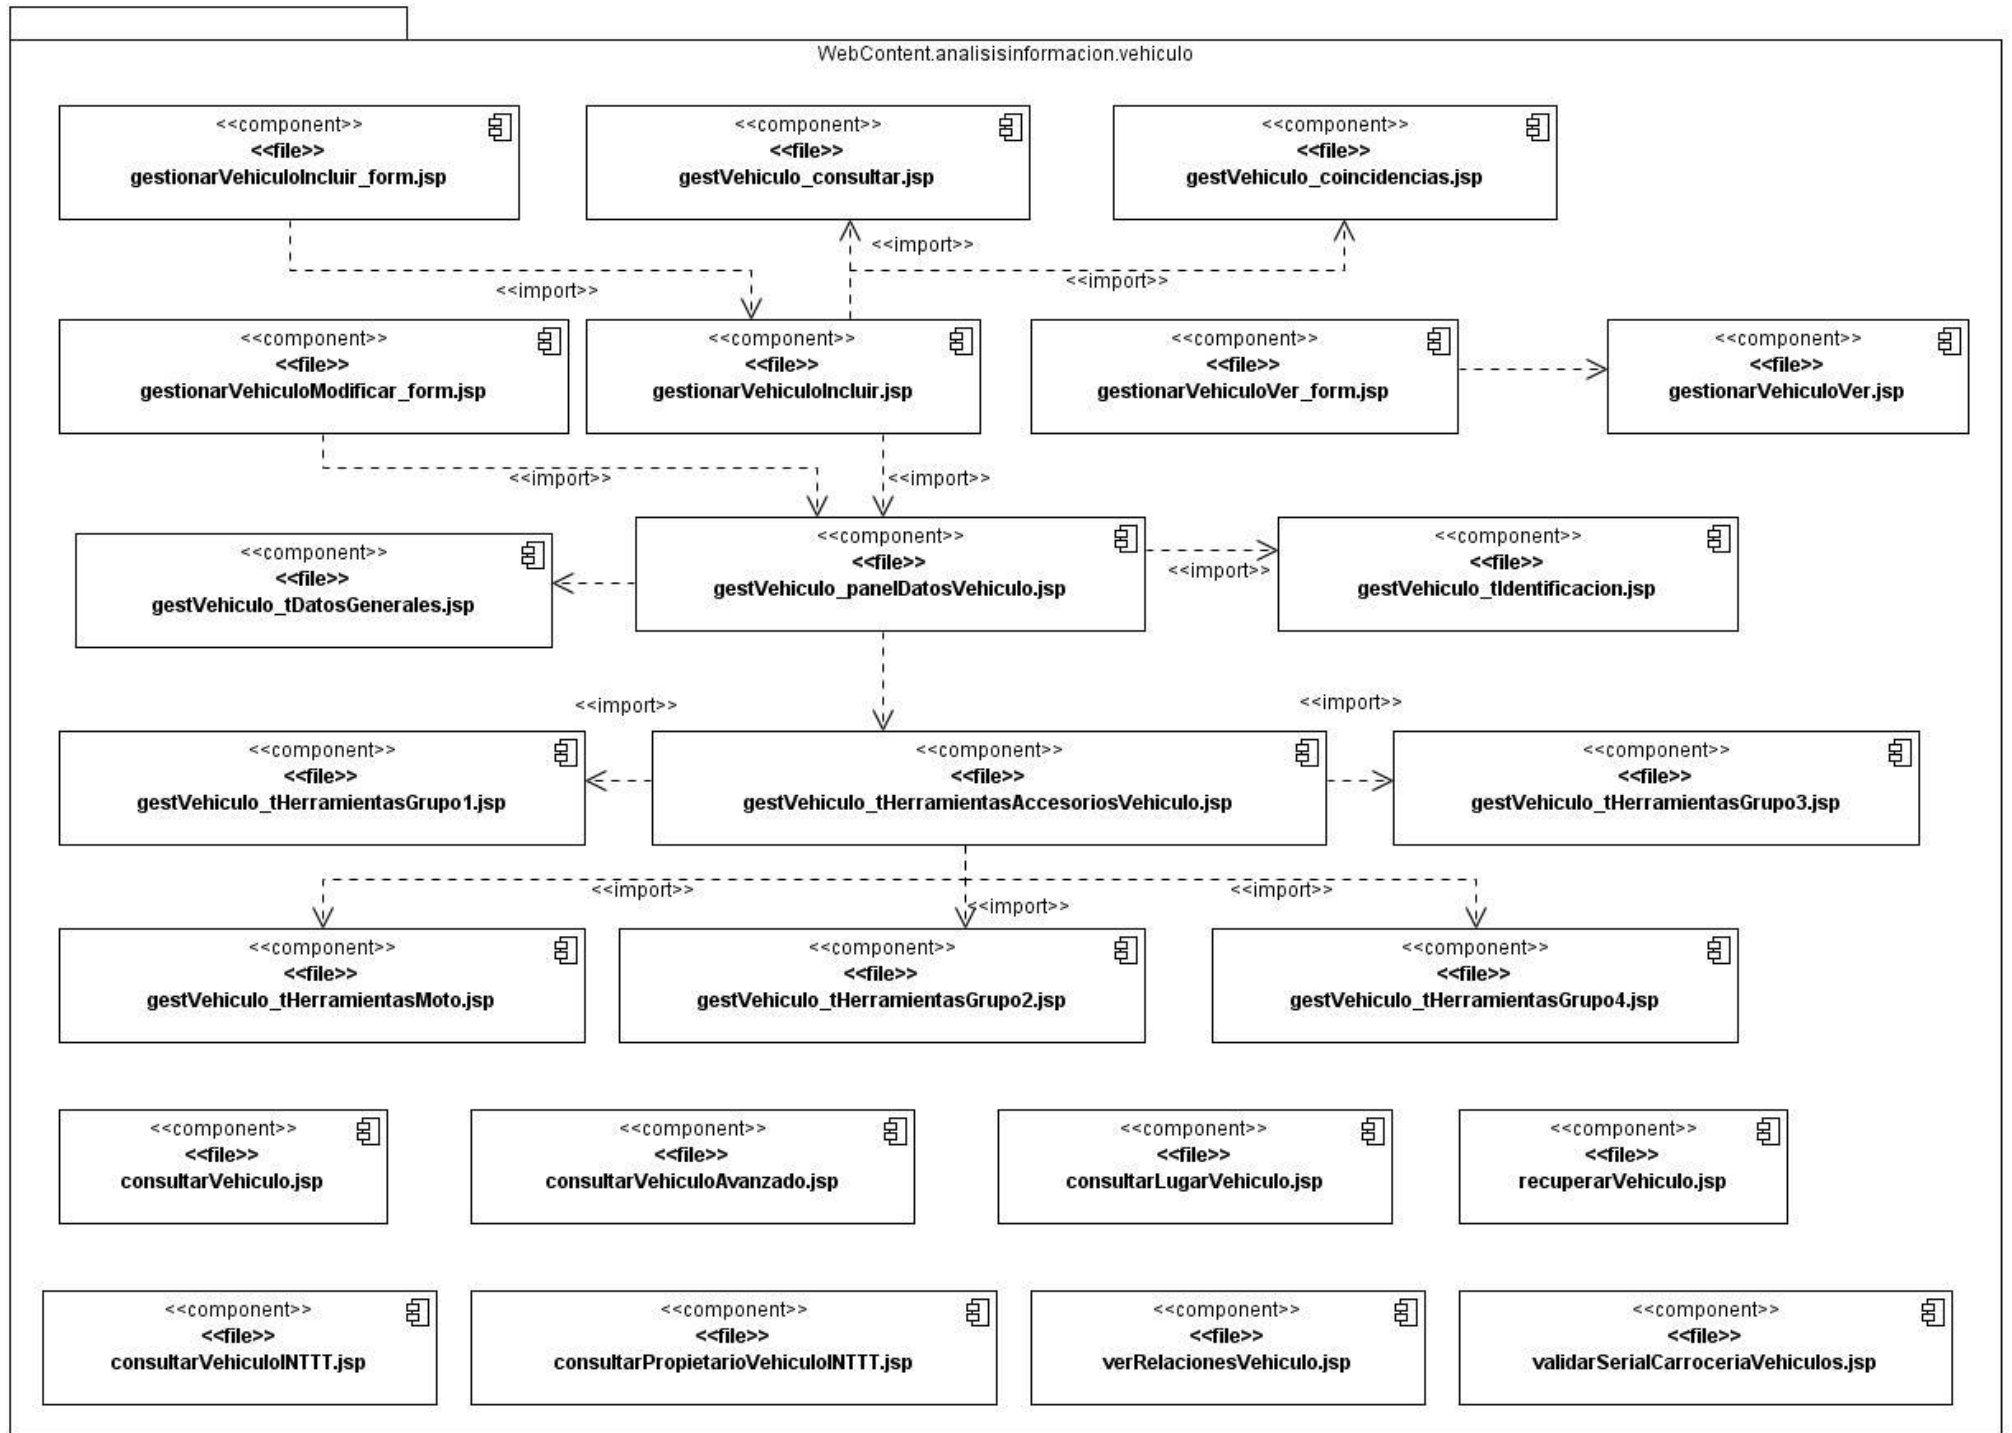 WebContent.analisisinformacion.vehiculo
<<component>>
<<file>>
gestionarVehiculoIncluir_form.jsp
<<component>>
<<file>>
gestVehiculo_consultar.jsp
<<component>>
<<file>>
gestVehiculo_coincidencias.jsp
<<import>>
<<import>>
<<import>>
<<component>>
<<file>>
gestionarVehiculoModificar_form.jsp
<<component>>
<<file>>
gestionarVehiculoIncluir.jsp
<<component>>
<<file>>
gestionarVehiculoVer_form.jsp
<<component>>
<<file>>
gestionarVehiculoVer.jsp
<<import>>
<<import>>
<<component>>
<<file>>
gestVehiculo_tDatosGenerales.jsp
<<component>>
<<file>>
gestVehiculo_panelDatosVehiculo.jsp
<<import>>
<<component>>
<<file>>
gestVehiculo_tIdentificacion.jsp
<<import>>
<<import>>
<<component>>
<<file>>
gestVehiculo_tHerramientasGrupo1.jsp
<<component>>
<<file>>
gestVehiculo_tHerramientasAccesoriosVehiculo.jsp
<<component>>
<<file>>
gestVehiculo_tHerramientasGrupo3.jsp
<<import>>
<<import>>
<<import>>
<<component>>
<<file>>
gestVehiculo_tHerramientasMoto.jsp
<<component>>
<<file>>
gestVehiculo_tHerramientasGrupo2.jsp
<<component>>
<<file>>
gestVehiculo_tHerramientasGrupo4.jsp
<<component>>
<<file>>
consultarVehiculo.jsp
<<component>>
<<file>>
consultarVehiculoAvanzado.jsp
<<component>>
<<file>>
consultarLugarVehiculo.jsp
<<component>>
<<file>>
recuperarVehiculo.jsp
<<component>>
<<file>>
consultarVehiculoINTTT.jsp
<<component>>
<<file>>
consultarPropietarioVehiculoINTTT.jsp
<<component>>
<<file>>
verRelacionesVehiculo.jsp
<<component>>
<<file>>
validarSerialCarroceriaVehiculos.jsp